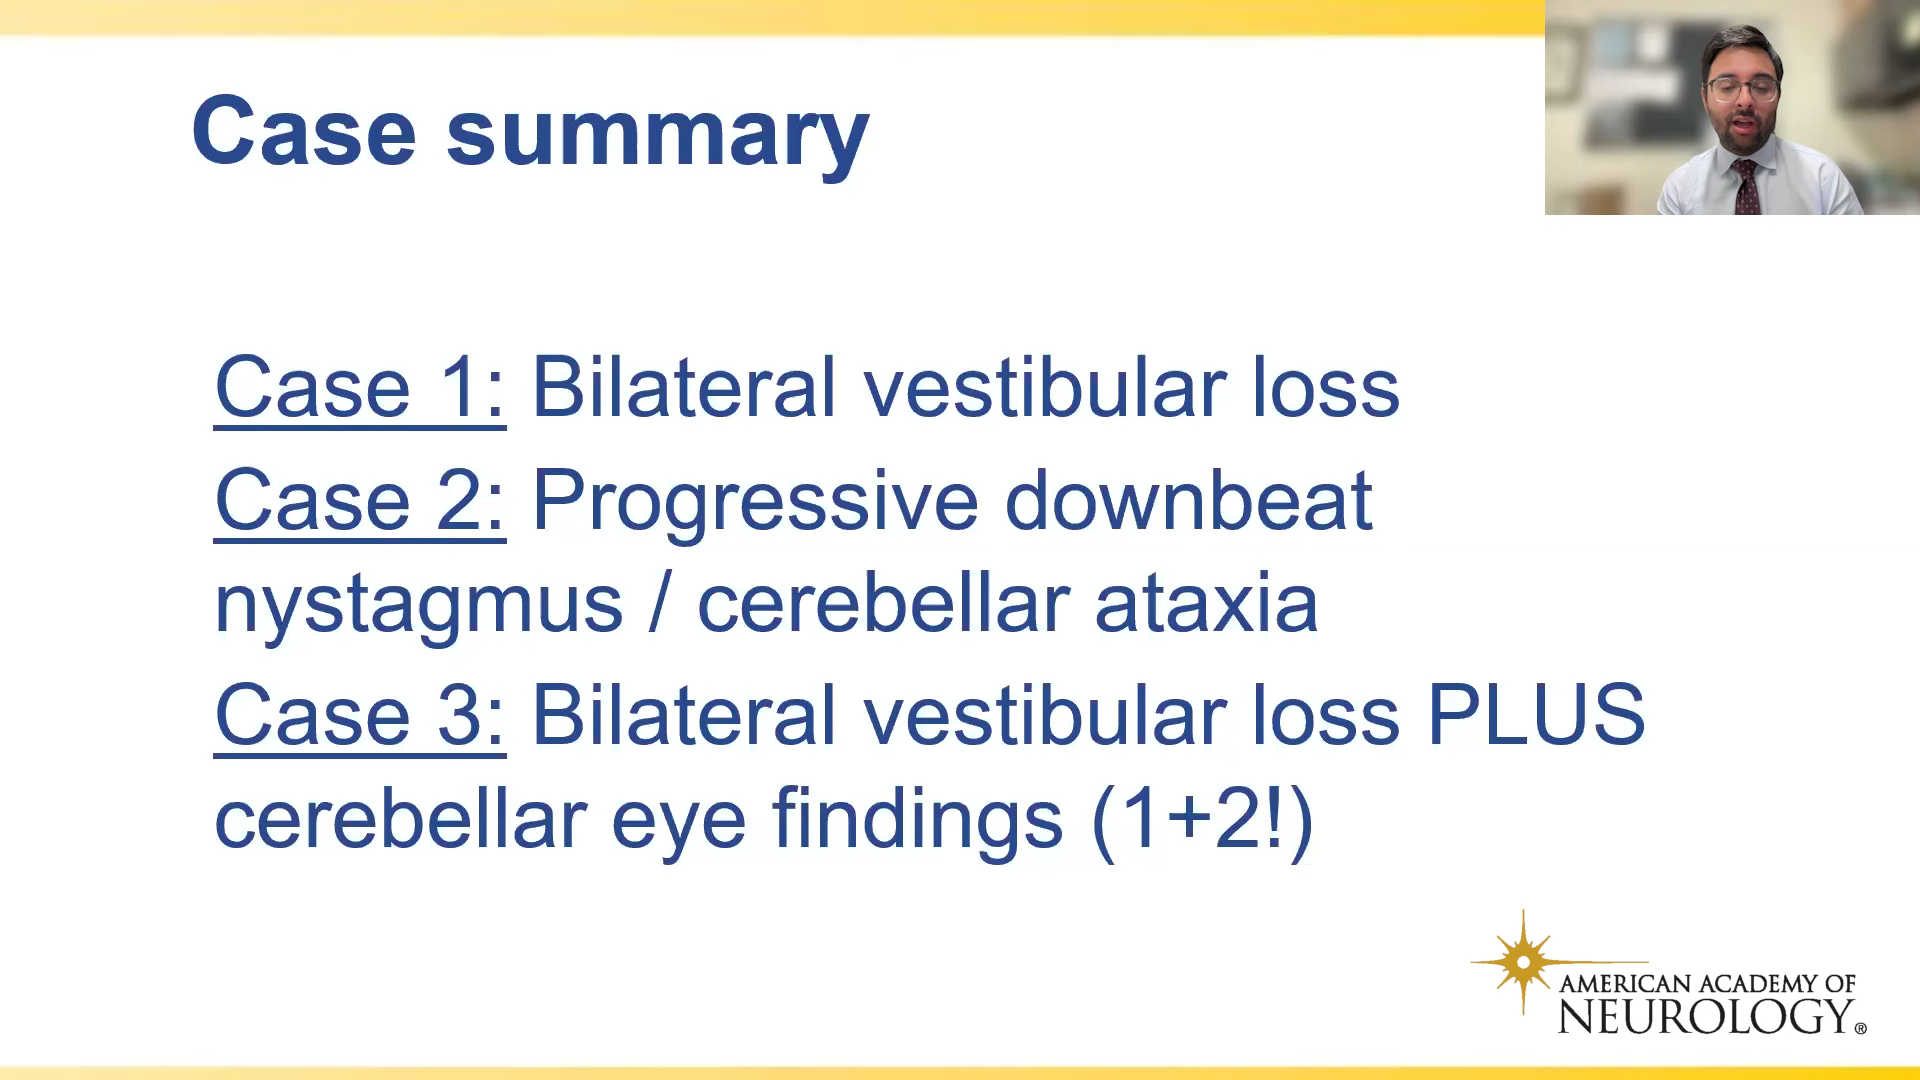 Case summary
Case 1: Bilateral vestibular loss
Case 2: Progressive downbeat
nystagmus / cerebellar ataxia
Case 3: Bilateral vestibular loss PLUS
cerebellar eye findings (1+2!)
AMERICAN ACADEMY OF
NEUROLOGY®